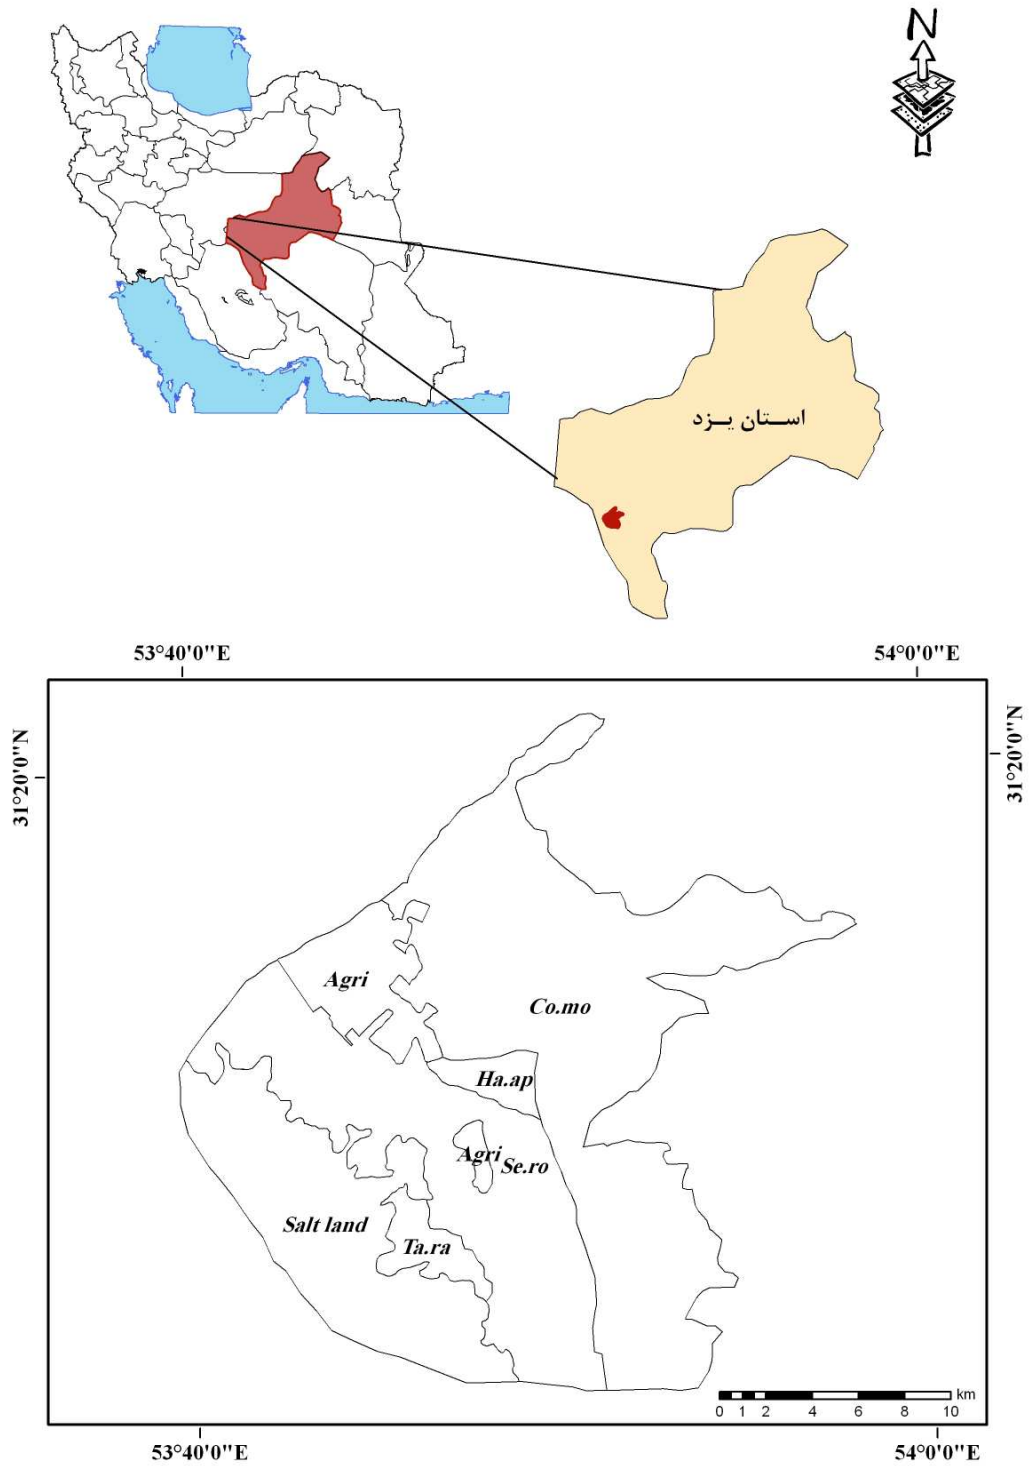 N
استان یزد
53°40'0"E
54°0'0"E
31°20'0"N
31°20'0"N
Agri
Co.mo
Ha.ap
Agri
Se.ro
Salt land
Ta.ra
km
0 1 2 4 6 8 10
53°40'0"E
54°0'0"E